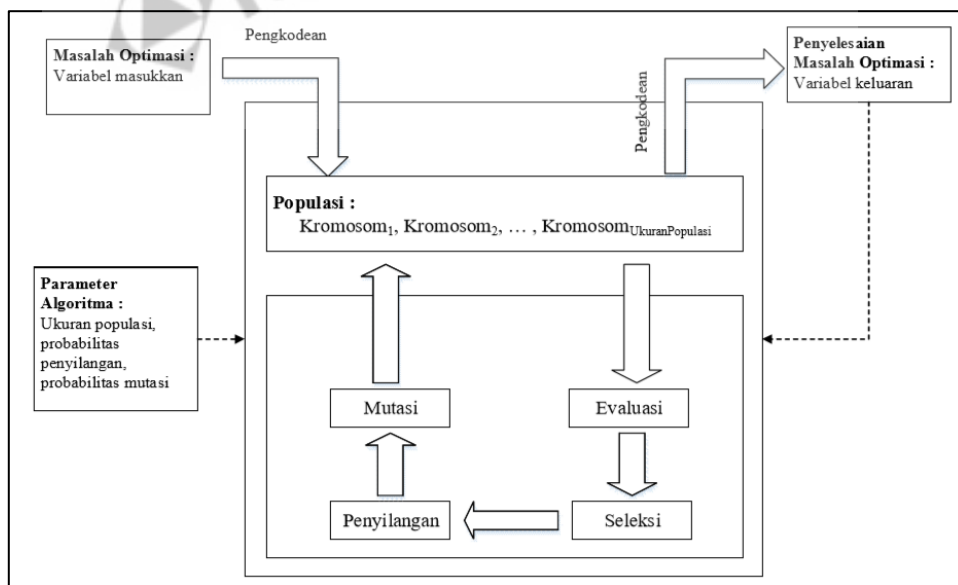 Pengkodean
Masalah Optimasi :
Variabel masukkan
Penyelesaian
Masalah Optimasi :
Variabel keluaran
Pengkodean
Populasi :
Kromosom1, Kromosom2, … , KromosomUkuranPopulasi
Parameter
Algoritma :
Ukuran populasi,
probabilitas
penyilangan,
probabilitas mutasi
Mutasi
Evaluasi
Penyilangan
Seleksi